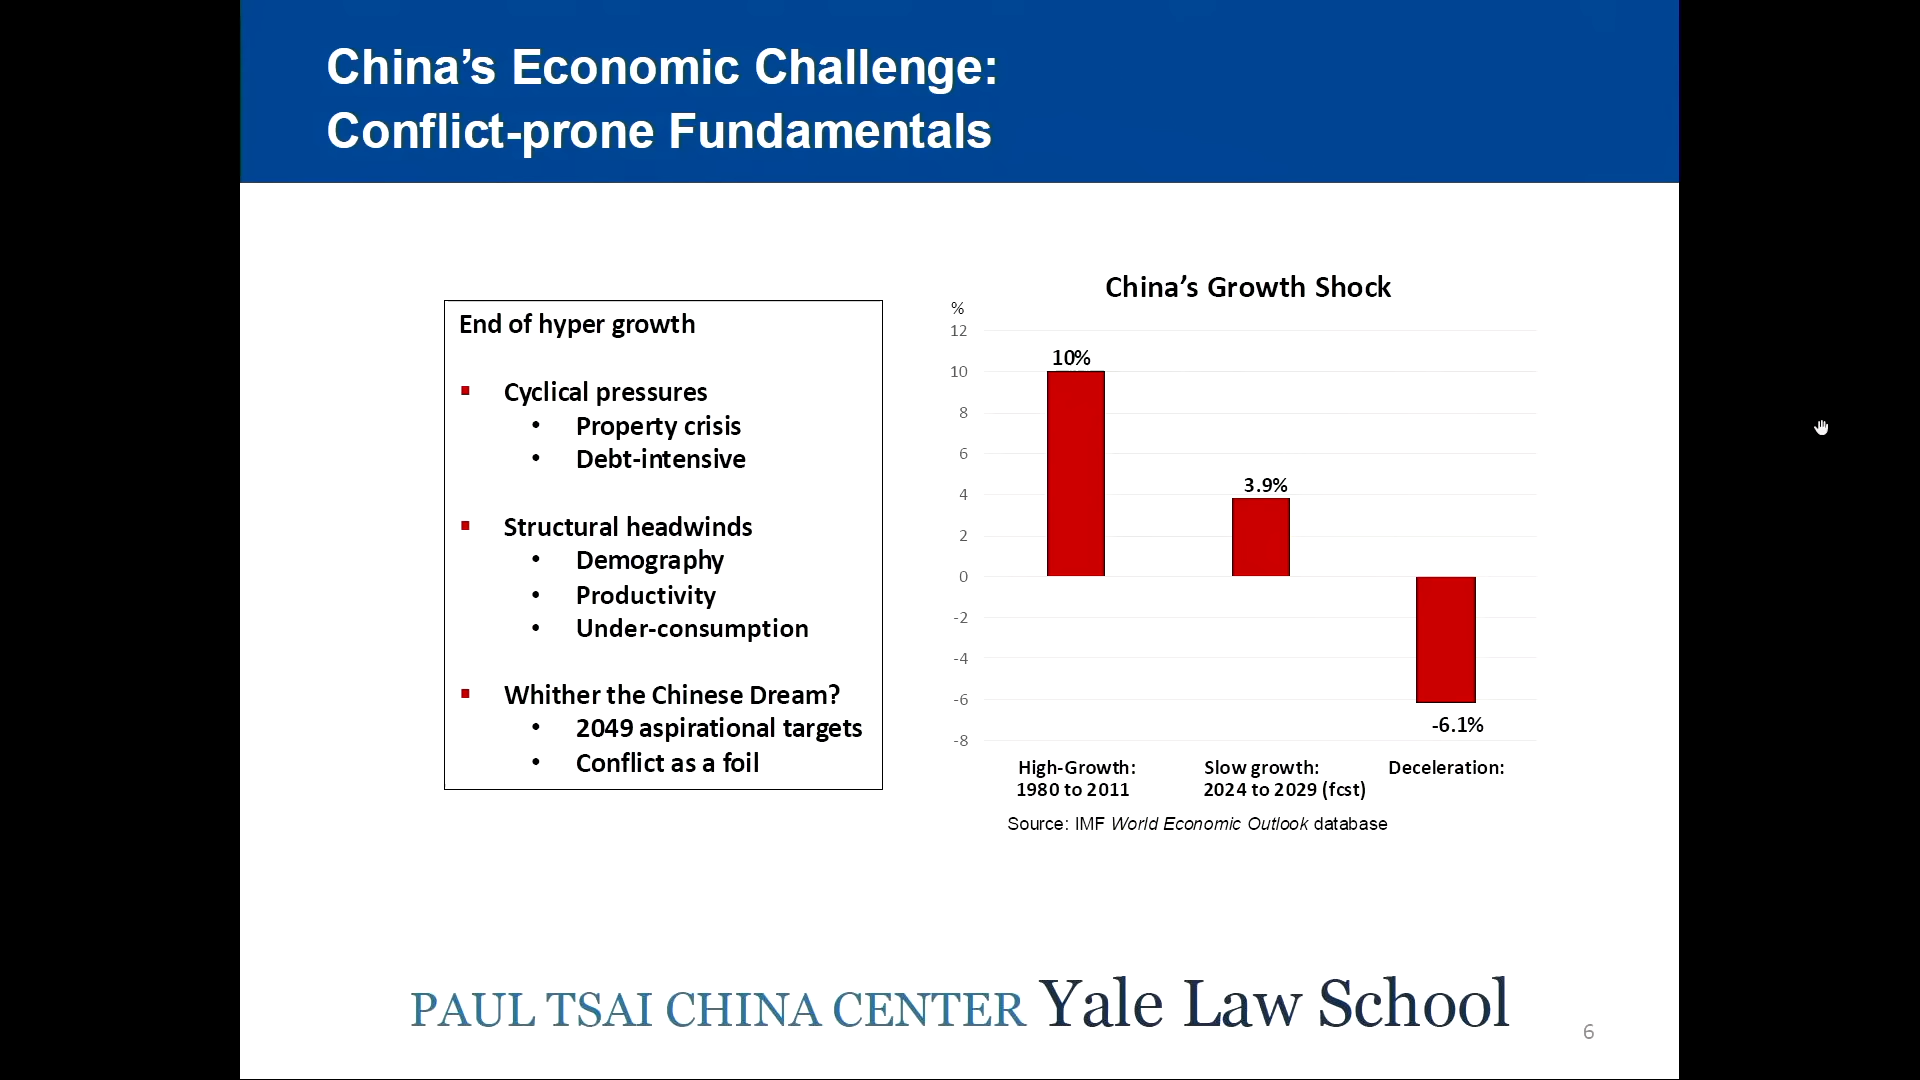 China’s Economic Challenge:
Conflict-prone Fundamentals
End of hyper growth
▪ Cyclical pressures
• Property crisis
• Debt-intensive
▪ Structural headwinds
• Demography
• Productivity
• Under-consumption
▪ Whither the Chinese Dream?
• 2049 aspirational targets
• Conflict as a foil
China’s Growth Shock
%
12
10
8
6
4
2
0
-2
-4
-6
-8
10%
3.9%
-6.1%
High-Growth:
1980 to 2011
Slow growth:
2024 to 2029 (fcst)
Deceleration:
Source: IMF World Economic Outlook database
PAUL TSAI CHINA CENTER Yale Law School
6